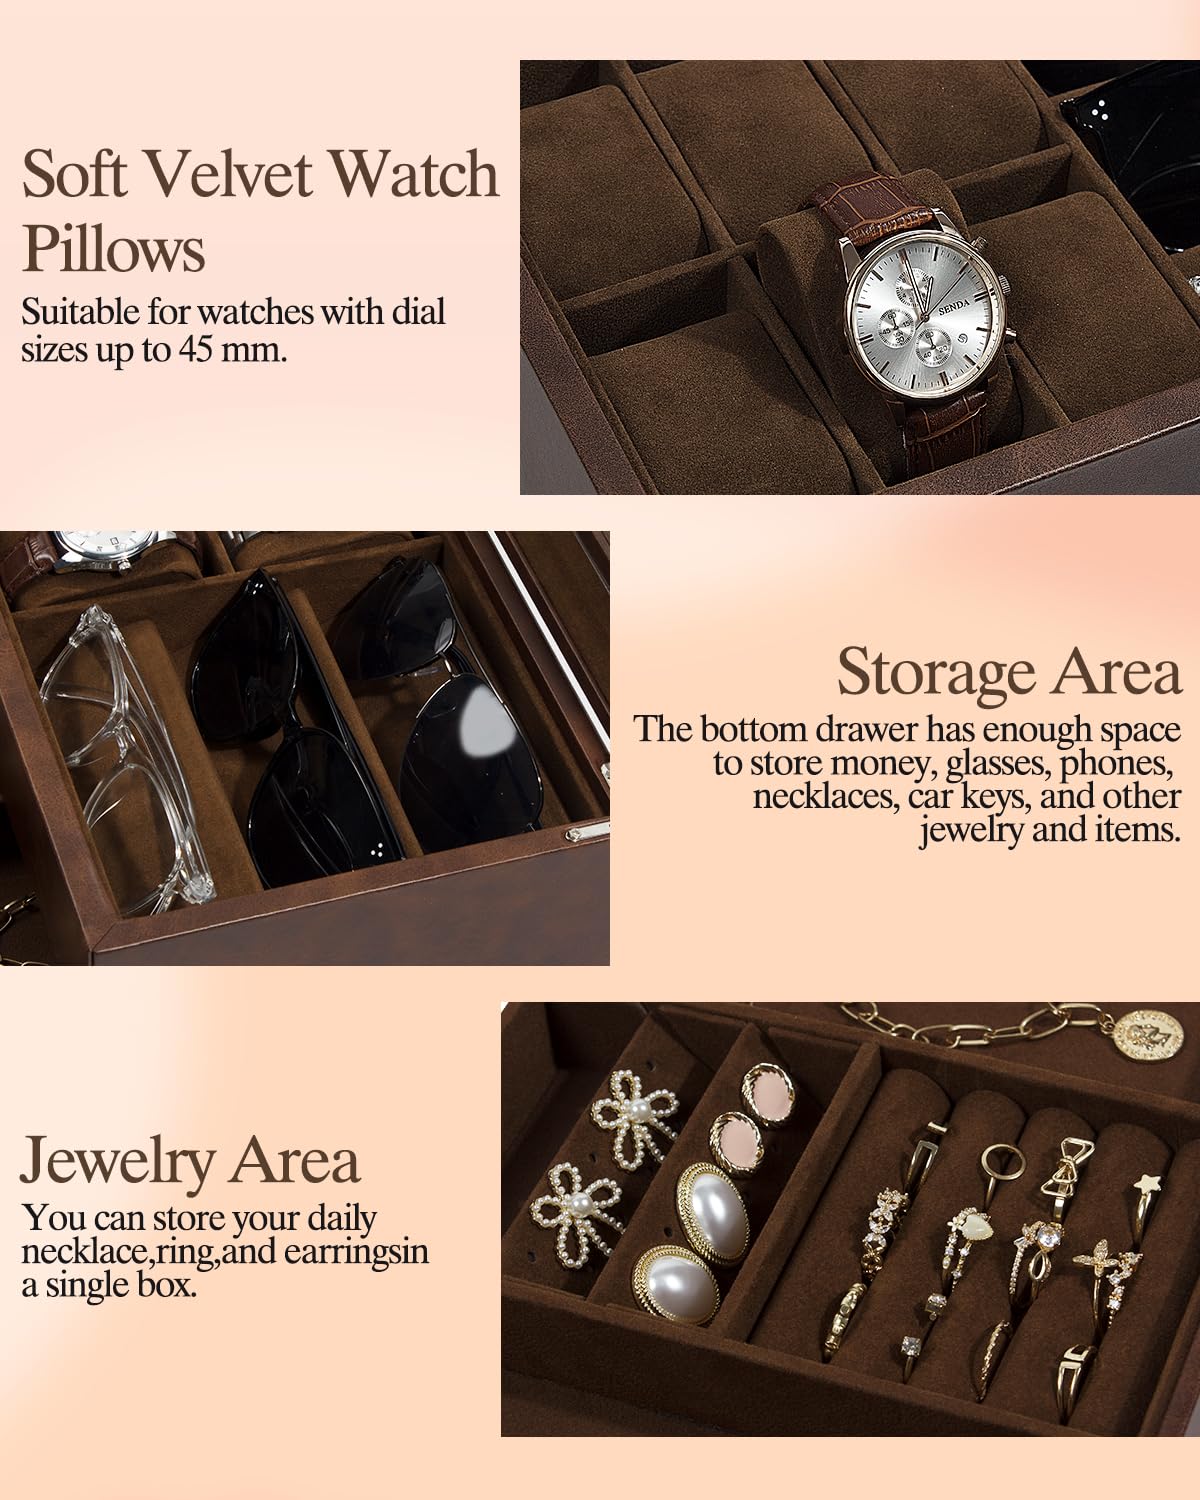 Soft Velvet Watch
Pillows
Suitable for watches with dial
sizes up to 45 mm.
SENDA
Storage Area
The bottom drawer has enough space
to store money, glasses, phones,
necklaces, car keys, and other
jewelry and items.
Jewelry Area
You can store your daily
necklace,ring,and earringsin
a single box.